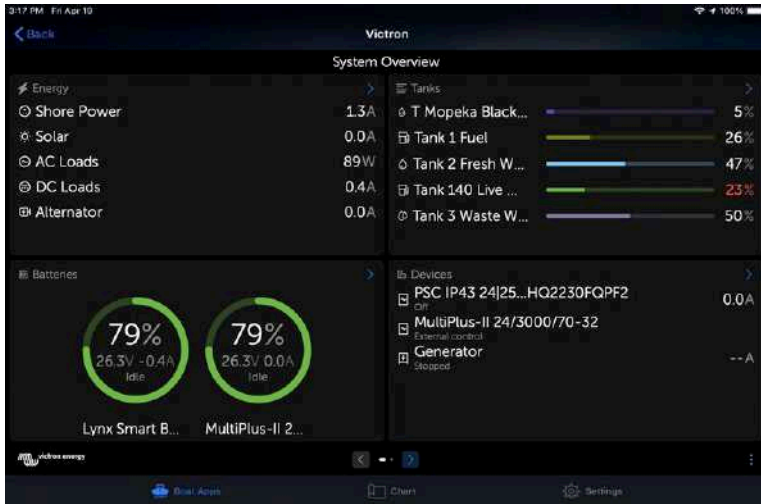 3:17 PM Fri Apr 19
100%
Back
Victron
System Overview
Energy
Shore Power 1.3A
Solar 0.0A
AC Loads 89W
DC Loads 0.4A
Alternator 0.0A
Tanks
T Mopeka Black... 5%
Tank 1 Fuel 26%
Tank 2 Fresh W... 47%
Tank 140 Live ... 23%
Tank 3 Waste W... 50%
Batteries
79%
26.3V -0.4A
Idle
Lynx Smart B...
79%
26.3V 0.0A
Idle
MultiPlus-II 2...
Devices
PSC IP43 24|25...HQ2230FQPF2 0.0A
Off
MultiPlus-II 24/3000/70-32
External control
Generator --A
Stopped
victron energy
Boat Apps
Chart
Settings